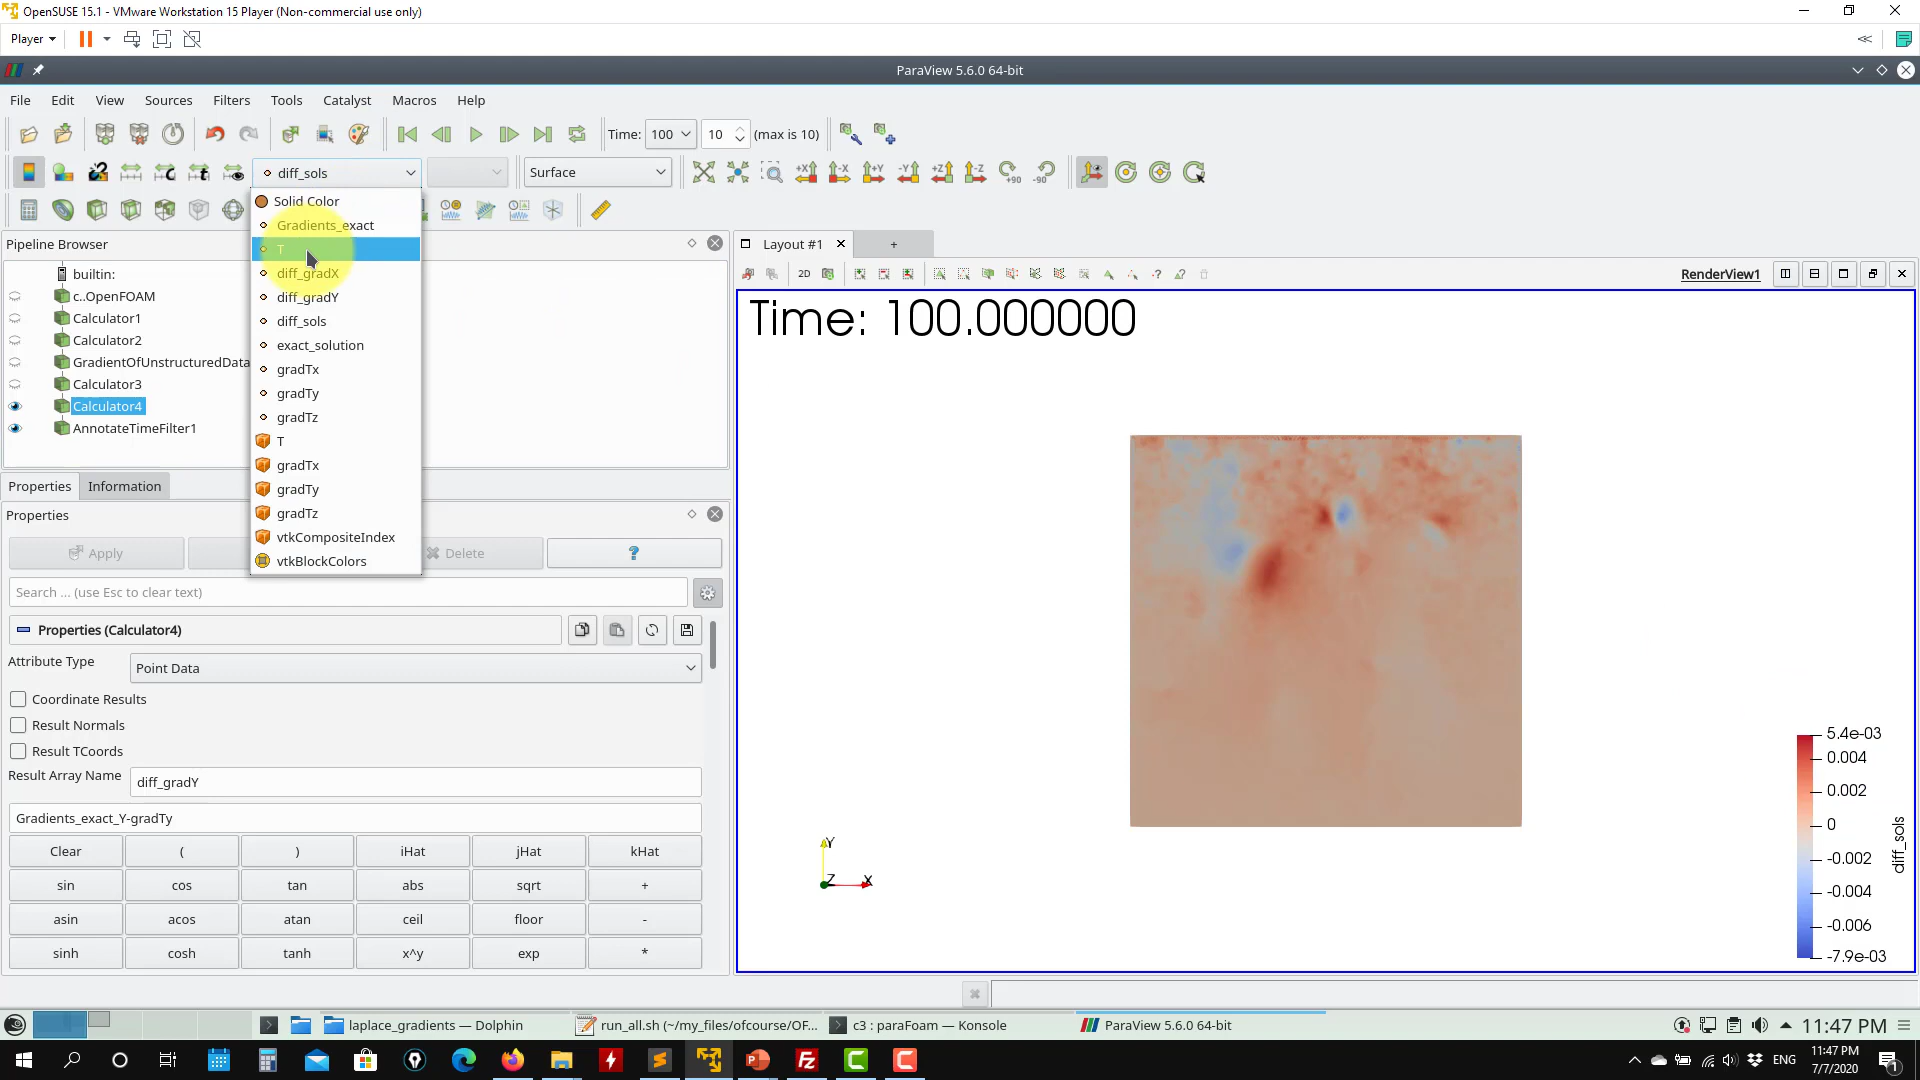 OpenSUSE 15.1 - VMware Workstation 15 Player (Non-commercial use only)
Player
ParaView 5.6.0 64-bit
File Edit View Sources Filters Tools Catalyst Macros Help
Time: 100 10 (max is 10)
diff_sols
Surface
+X -X +Y -Y +Z -Z +90 -90
Solid Color
Gradients_exact
T
diff_gradX
diff_gradY
diff_sols
exact_solution
gradTx
gradTy
gradTz
T
gradTx
gradTy
gradTz
vtkCompositeIndex
vtkBlockColors
Pipeline Browser
builtin:
c..OpenFOAM
Calculator1
Calculator2
GradientOfUnstructuredData
Calculator3
Calculator4
AnnotateTimeFilter1
Properties Information
Properties
Apply
Delete
?
Search ... (use Esc to clear text)
Properties (Calculator4)
Attribute Type
Point Data
Coordinate Results
Result Normals
Result TCoords
Result Array Name
diff_gradY
Gradients_exact_Y-gradTy
Clear ( ) iHat jHat kHat
sin cos tan abs sqrt +
asin acos atan ceil floor -
sinh cosh tanh x^y exp *
Layout #1 +
2D
RenderView1
Time: 100.000000
5.4e-03
0.004
0.002
0
-0.002
-0.004
-0.006
-7.9e-03
diff_sols
Y
Z
X
laplace_gradients — Dolphin
run_all.sh (~/my_files/ofcourse/OF...
c3 : paraFoam — Konsole
ParaView 5.6.0 64-bit
11:47 PM
ENG
11:47 PM
7/7/2020
1